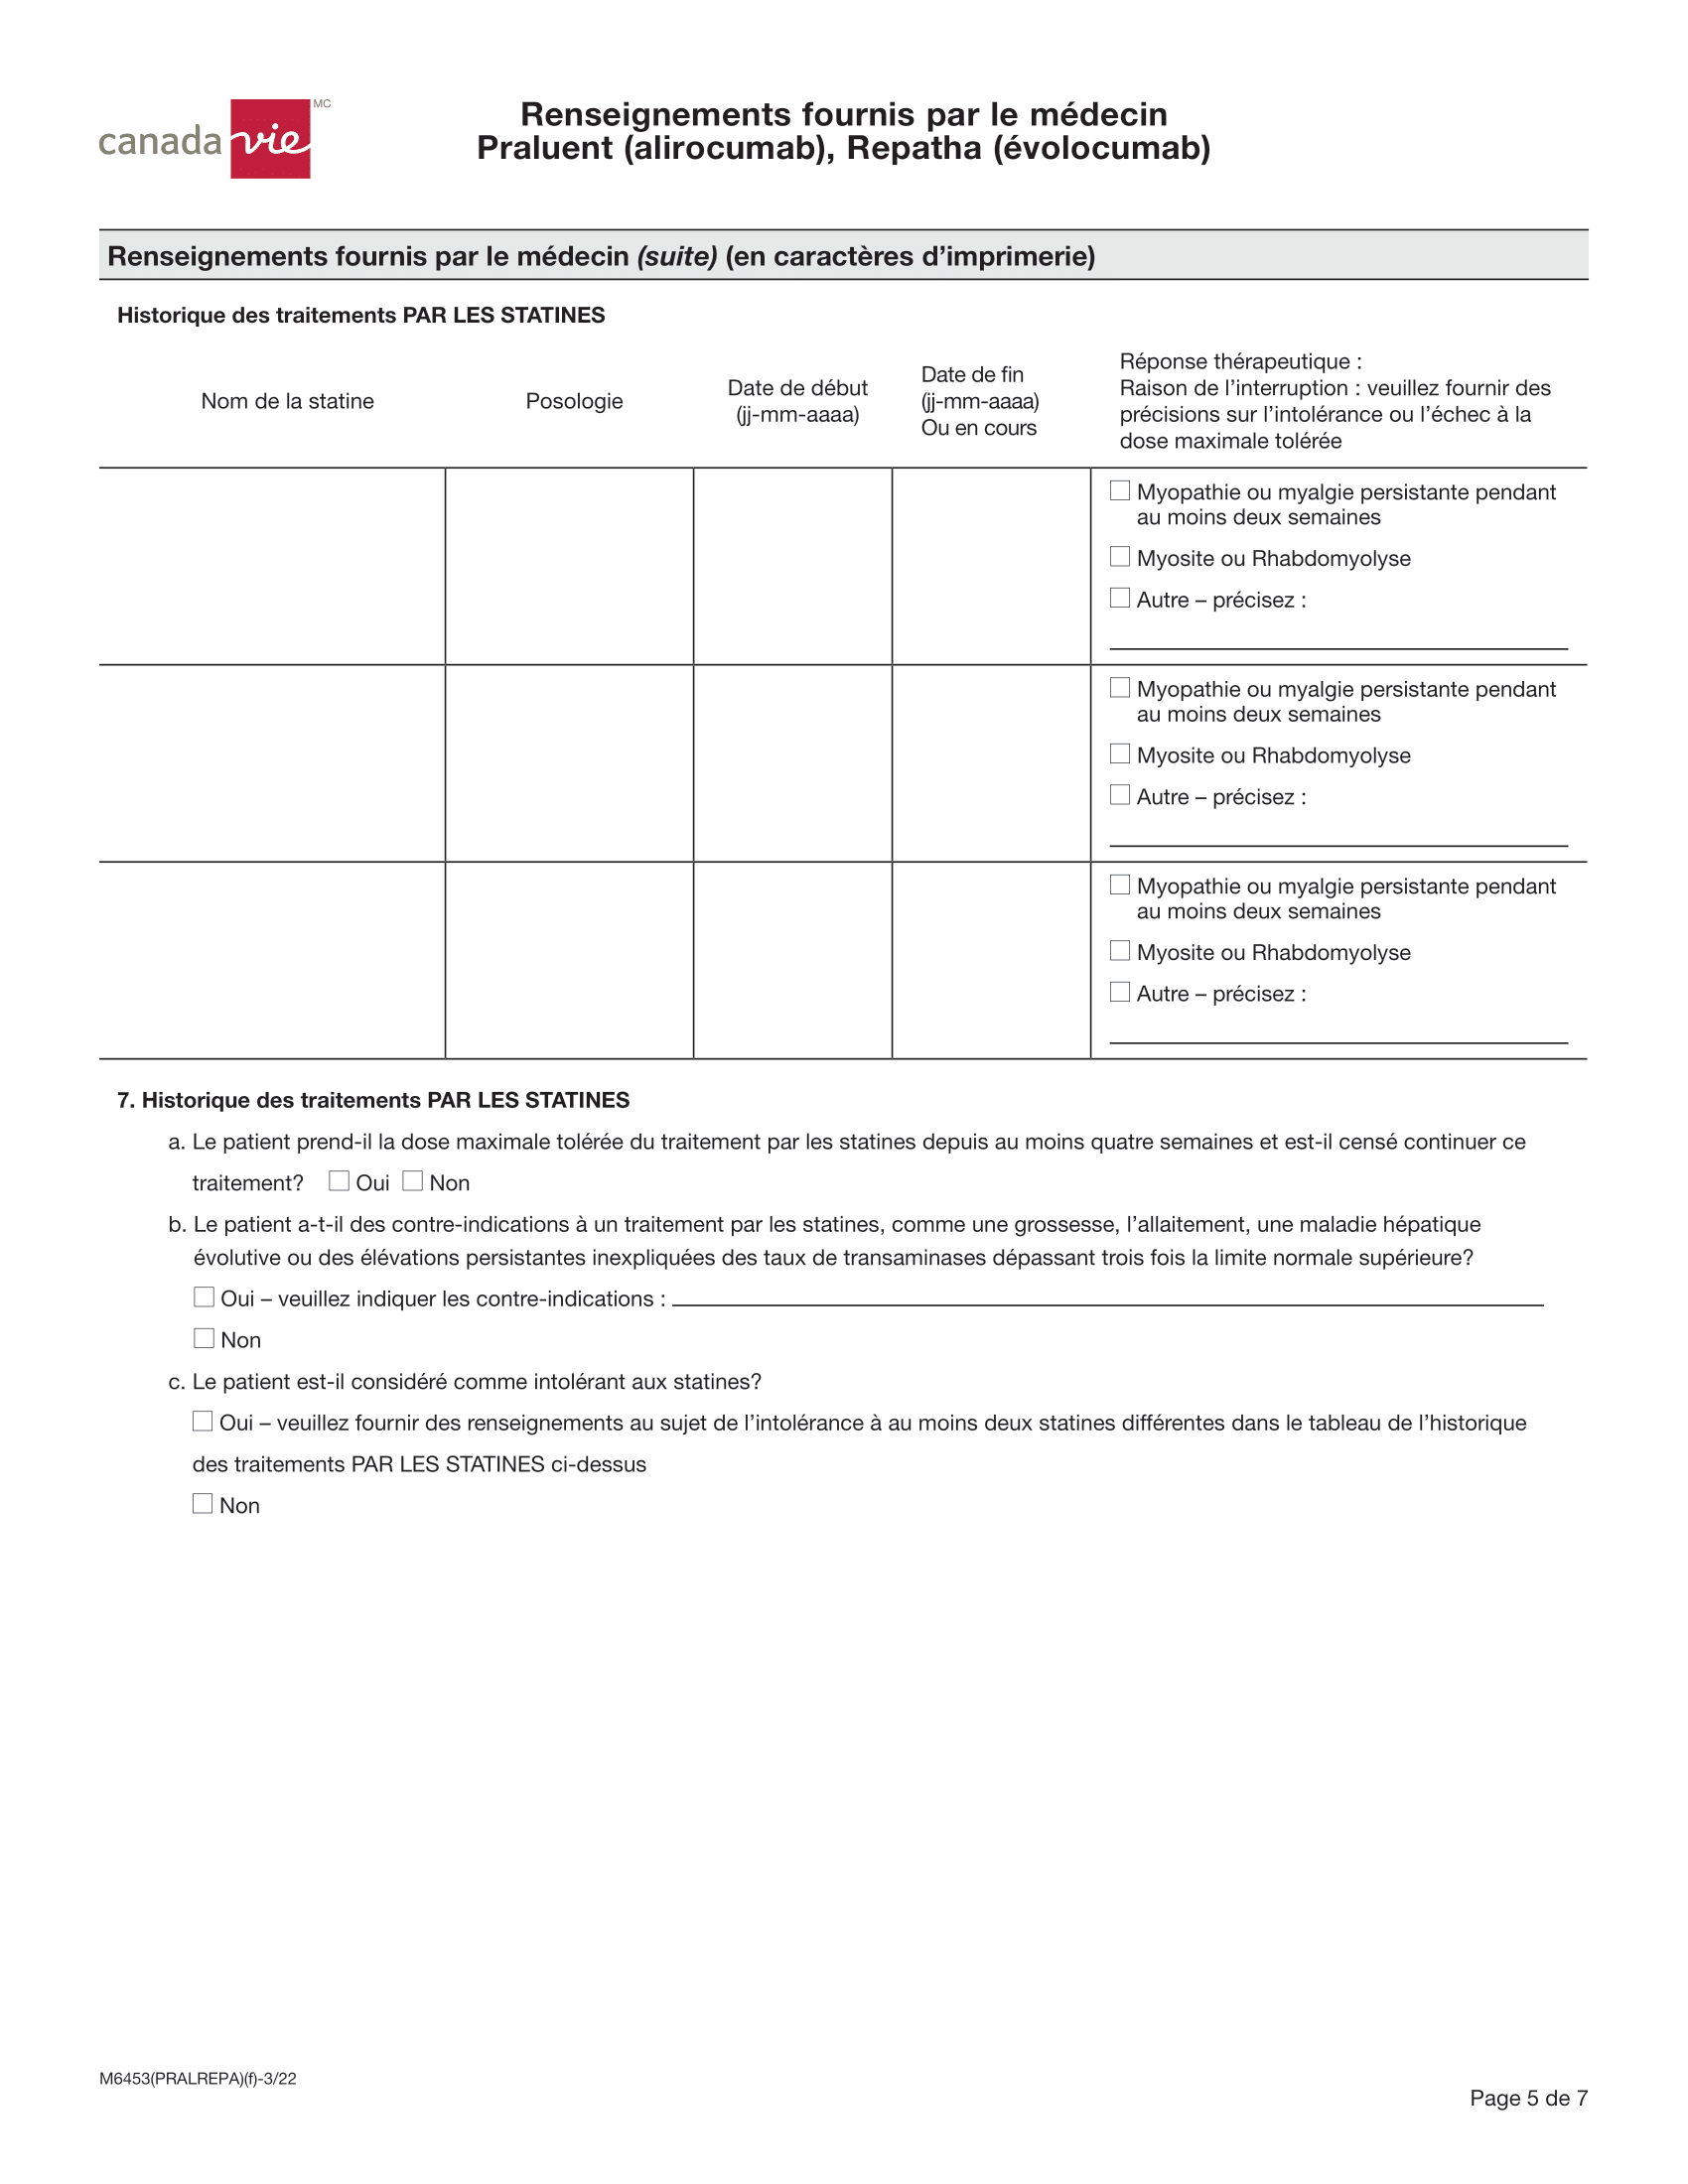 canada vie MC
Renseignements fournis par le médecin
Praluent (alirocumab), Repatha (évolocumab)
Renseignements fournis par le médecin (suite) (en caractères d’imprimerie)
Historique des traitements PAR LES STATINES
Nom de la statine
Posologie
Date de début
(jj-mm-aaaa)
Date de fin
(jj-mm-aaaa)
Ou en cours
Réponse thérapeutique :
Raison de l’interruption : veuillez fournir des
précisions sur l’intolérance ou l’échec à la
dose maximale tolérée
Myopathie ou myalgie persistante pendant
au moins deux semaines
Myosite ou Rhabdomyolyse
Autre – précisez :
Myopathie ou myalgie persistante pendant
au moins deux semaines
Myosite ou Rhabdomyolyse
Autre – précisez :
Myopathie ou myalgie persistante pendant
au moins deux semaines
Myosite ou Rhabdomyolyse
Autre – précisez :
7. Historique des traitements PAR LES STATINES
a. Le patient prend-il la dose maximale tolérée du traitement par les statines depuis au moins quatre semaines et est-il censé continuer ce
traitement? Oui Non
b. Le patient a-t-il des contre-indications à un traitement par les statines, comme une grossesse, l’allaitement, une maladie hépatique
évolutive ou des élévations persistantes inexpliquées des taux de transaminases dépassant trois fois la limite normale supérieure?
Oui – veuillez indiquer les contre-indications :
Non
c. Le patient est-il considéré comme intolérant aux statines?
Oui – veuillez fournir des renseignements au sujet de l’intolérance à au moins deux statines différentes dans le tableau de l’historique
des traitements PAR LES STATINES ci-dessus
Non
M6453(PRALREPA)(f)-3/22
Page 5 de 7